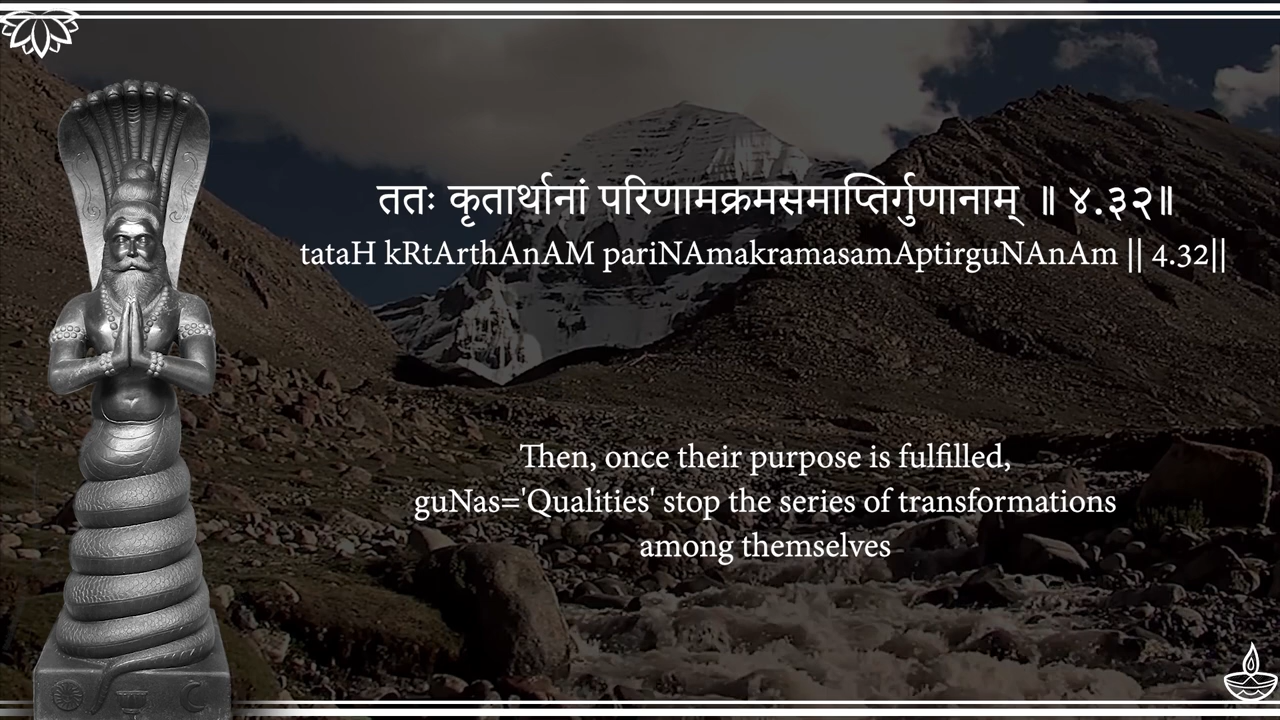 ततः कृतार्थानां परिणामक्रमसमाप्तिर्गुणानाम् ॥ ४.३२॥
tataH kRtArthAnAM pariNAmakramasamAptirguNAnAm || 4.32||
Then, once their purpose is fulfilled,
guNas='Qualities' stop the series of transformations
among themselves